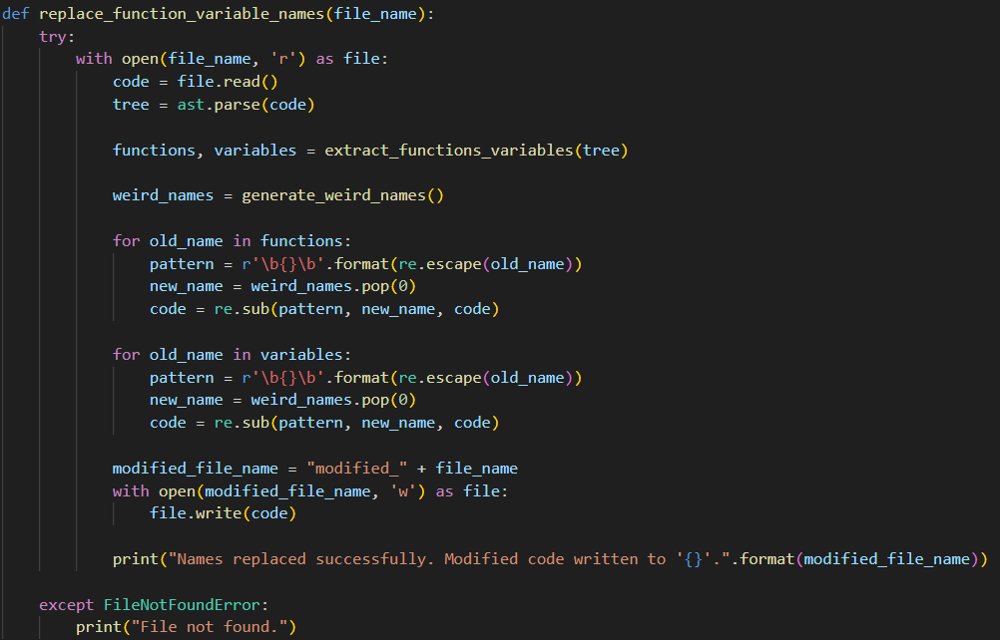 def replace_function_variable_names(file_name):
    try:
        with open(file_name, 'r') as file:
            code = file.read()
            tree = ast.parse(code)

            functions, variables = extract_functions_variables(tree)

            weird_names = generate_weird_names()

            for old_name in functions:
                pattern = r'\b{}\b'.format(re.escape(old_name))
                new_name = weird_names.pop(0)
                code = re.sub(pattern, new_name, code)

            for old_name in variables:
                pattern = r'\b{}\b'.format(re.escape(old_name))
                new_name = weird_names.pop(0)
                code = re.sub(pattern, new_name, code)

            modified_file_name = "modified_" + file_name
            with open(modified_file_name, 'w') as file:
                file.write(code)

            print("Names replaced successfully. Modified code written to '{}'.".format(modified_file_name))

    except FileNotFoundError:
        print("File not found.")